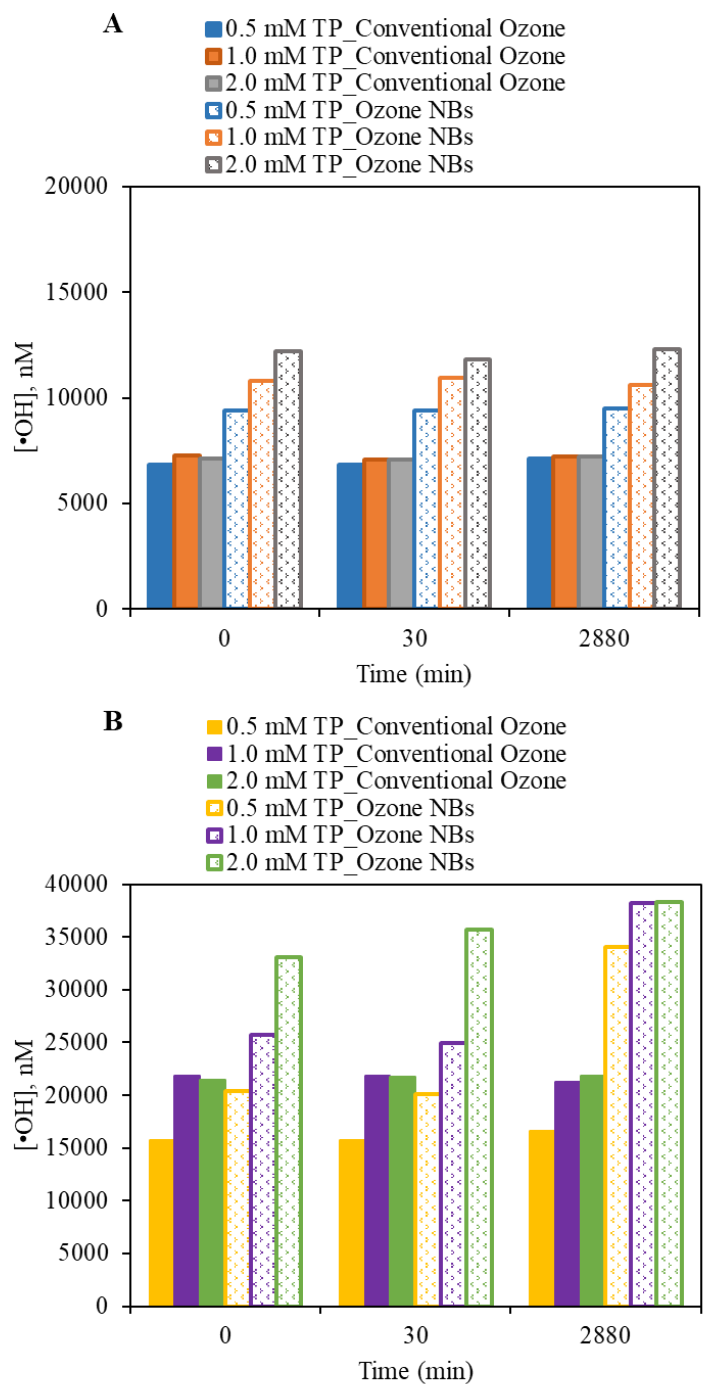 A
0.5 mM TP_Conventional Ozone
1.0 mM TP_Conventional Ozone
2.0 mM TP_Conventional Ozone
0.5 mM TP_Ozone NBs
1.0 mM TP_Ozone NBs
2.0 mM TP_Ozone NBs
20000
15000
10000
5000
0
[•OH], nM
0 30 2880
Time (min)
B
0.5 mM TP_Conventional Ozone
1.0 mM TP_Conventional Ozone
2.0 mM TP_Conventional Ozone
0.5 mM TP_Ozone NBs
1.0 mM TP_Ozone NBs
2.0 mM TP_Ozone NBs
40000
35000
30000
25000
20000
15000
10000
5000
0
[•OH], nM
0 30 2880
Time (min)